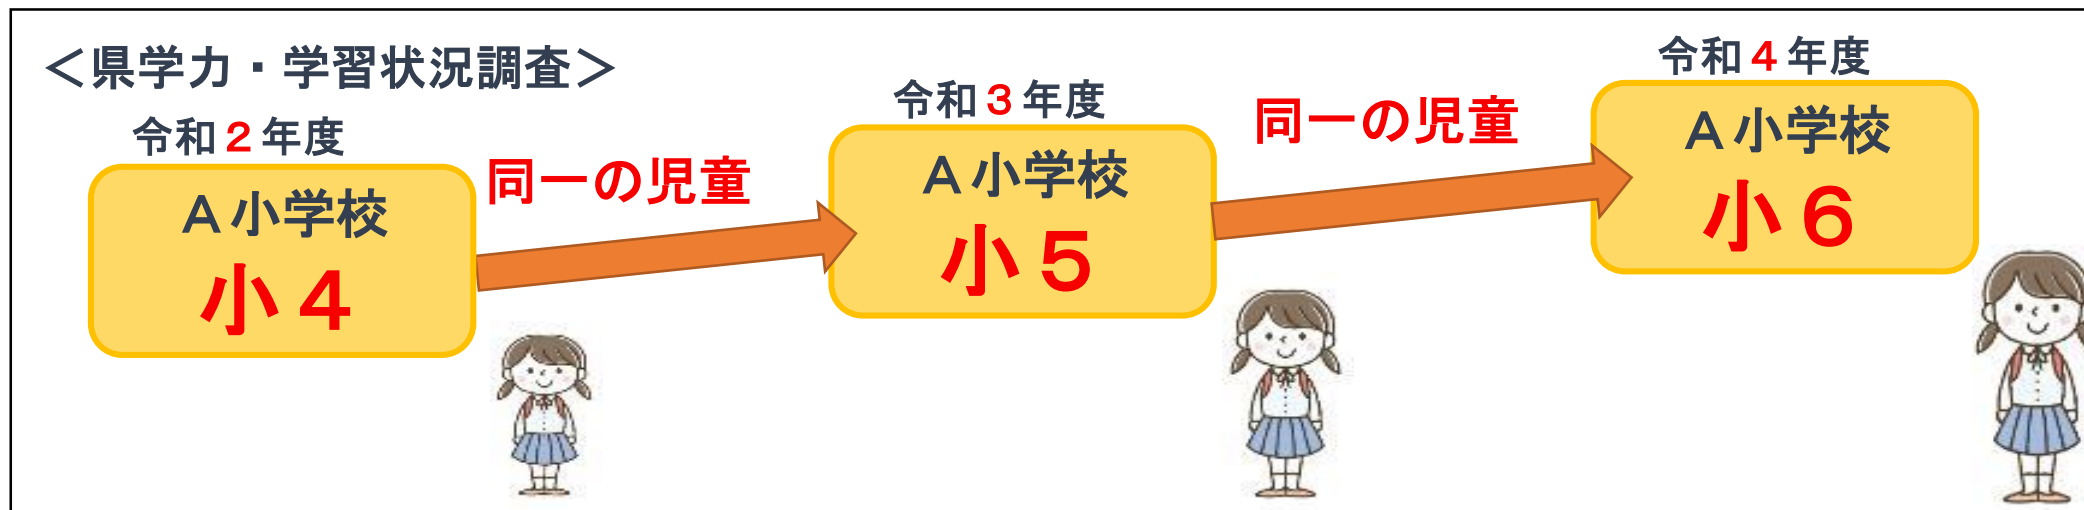 ＜県学力・学習状況調査＞
令和２年度
Ａ小学校
小４
同一の児童
令和３年度
Ａ小学校
小５
同一の児童
令和４年度
Ａ小学校
小６